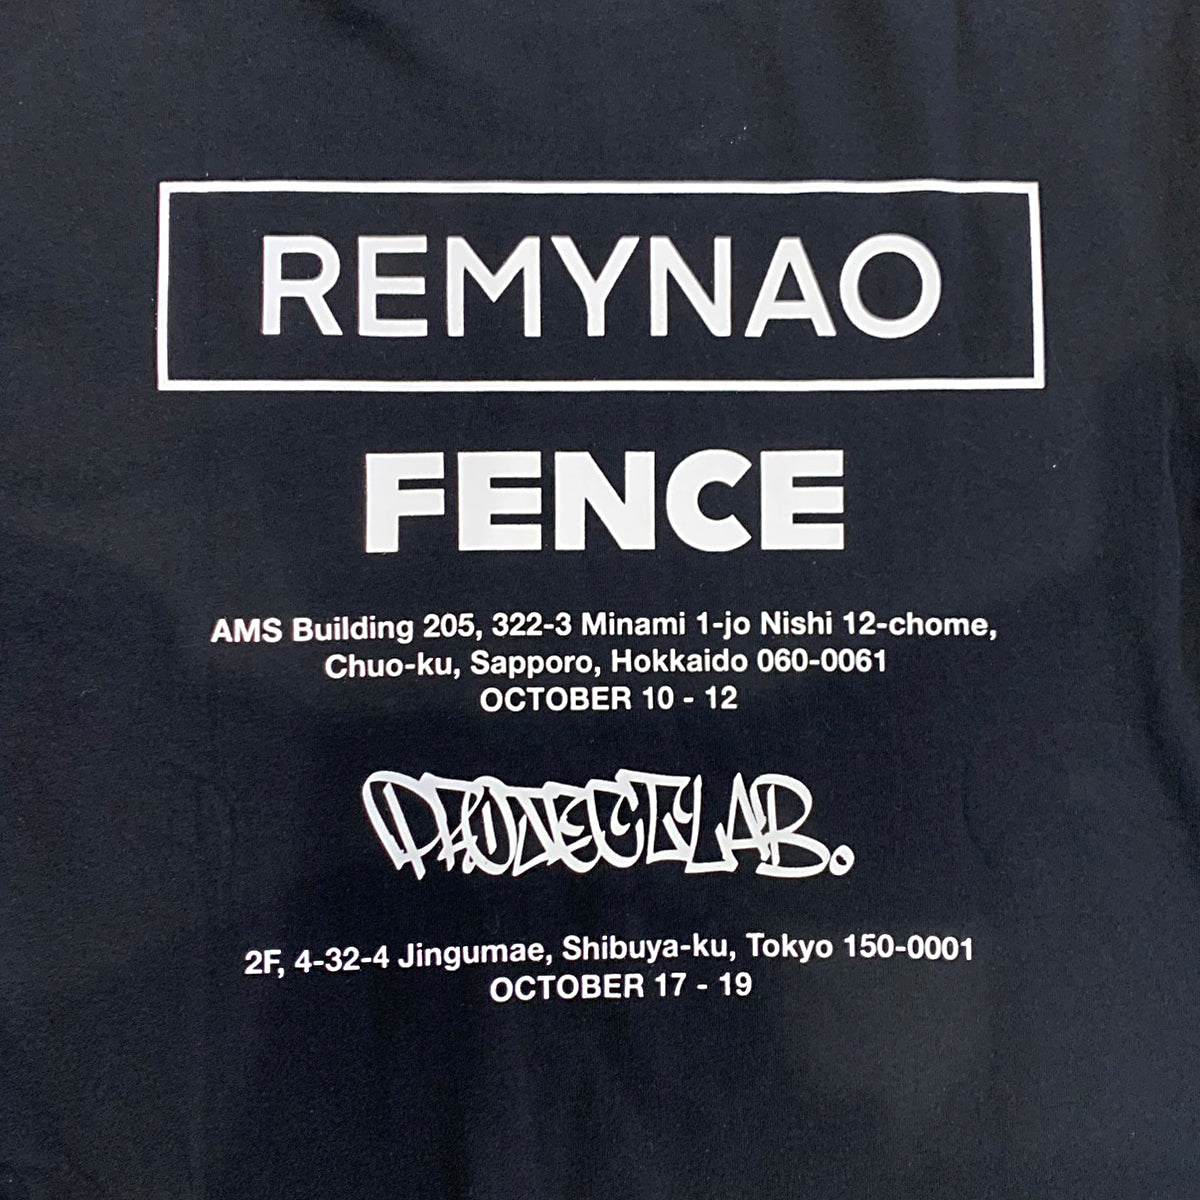 REMYNAO
FENCE
AMS Building 205, 322-3 Minami 1-jo Nishi 12-chome,
Chuo-ku, Sapporo, Hokkaido 060-0061
OCTOBER 10 - 12
PROJECTLAB.
2F, 4-32-4 Jingumae, Shibuya-ku, Tokyo 150-0001
OCTOBER 17 - 19